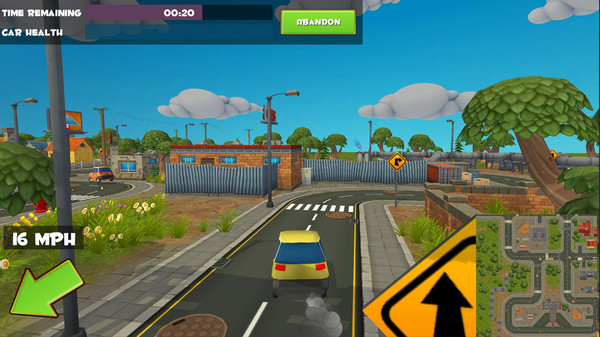 TIME REMAINING 00:20
ABANDON
CAR HEALTH
16 MPH